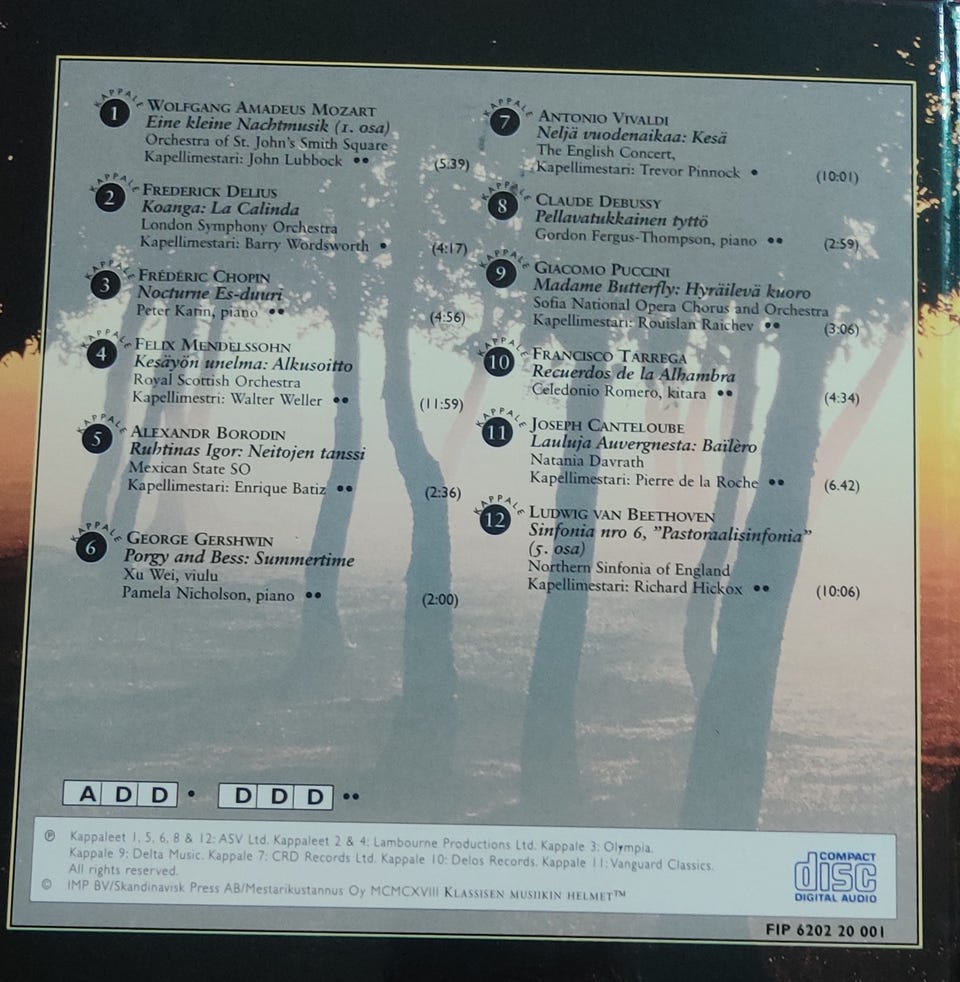 KAPPALE
1
WOLFGANG AMADEUS MOZART
Eine kleine Nachtmusik (1. osa)
Orchestra of St. John's Smith Square
Kapellimestari: John Lubbock •• (5.39)
KAPPALE
2
FREDERICK DELIUS
Koanga: La Calinda
London Symphony Orchestra
Kapellimestari: Barry Wordsworth • (4:17)
KAPPALE
3
FRÉDÉRIC CHOPIN
Nocturne Es-duuri
Peter Katin, piano •• (4:56)
KAPPALE
4
FELIX MENDELSSOHN
Kesäyön unelma: Alkusoitto
Royal Scottish Orchestra
Kapellimestri: Walter Weller •• (11:59)
KAPPALE
5
ALEXANDR BORODIN
Ruhtinas Igor: Neitojen tanssi
Mexican State SO
Kapellimestari: Enrique Batiz •• (2:36)
KAPPALE
6
GEORGE GERSHWIN
Porgy and Bess: Summertime
Xu Wei, viulu
Pamela Nicholson, piano •• (2:00)
KAPPALE
7
ANTONIO VIVALDI
Neljä vuodenaikaa: Kesä
The English Concert,
Kapellimestari: Trevor Pinnock • (10:01)
KAPPALE
8
CLAUDE DEBUSSY
Pellavatukkainen tyttö
Gordon Fergus-Thompson, piano •• (2:59)
KAPPALE
9
GIACOMO PUCCINI
Madame Butterfly: Hyräilevä kuoro
Sofia National Opera Chorus and Orchestra
Kapellimestari: Rouislan Raichev •• (3:06)
KAPPALE
10
FRANCISCO TARREGA
Recuerdos de la Alhambra
Celedonio Romero, kitara •• (4:34)
KAPPALE
11
JOSEPH CANTELOUBE
Lauluja Auvergnesta: Bailèro
Natania Davrath
Kapellimestari: Pierre de la Roche •• (6.42)
KAPPALE
12
LUDWIG VAN BEETHOVEN
Sinfonia nro 6, ”Pastoraalisinfonia”
(5. osa)
Northern Sinfonia of England
Kapellimestari: Richard Hickox •• (10:06)
ADD • DDD ••
℗ Kappaleet 1, 5, 6, 8 & 12: ASV Ltd. Kappaleet 2 & 4: Lambourne Productions Ltd. Kappale 3: Olympia.
Kappale 9: Delta Music. Kappale 7: CRD Records Ltd. Kappale 10: Delos Records. Kappale 11: Vanguard Classics.
All rights reserved.
© IMP BV/Skandinavisk Press AB/Mestarikustannus Oy MCMCXVIII KLASSISEN MUSIIKIN HELMET™
COMPACT
disc
DIGITAL AUDIO
FIP 6202 20 001